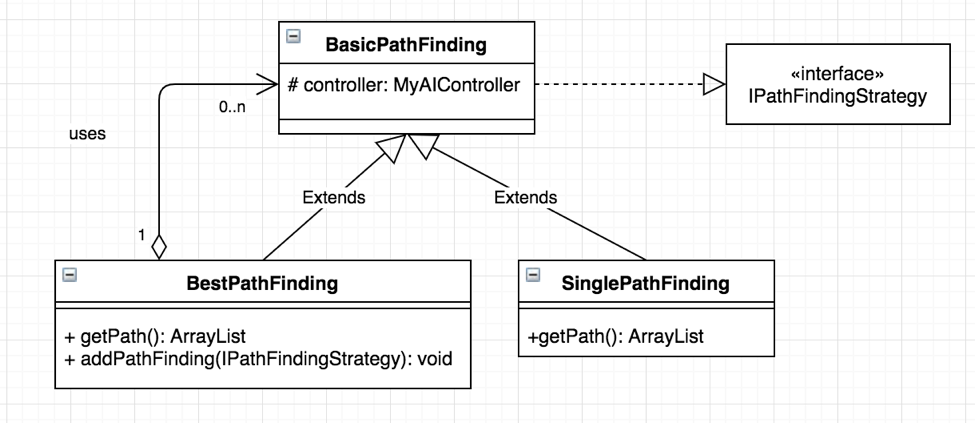 BasicPathFinding
# controller: MyAIController
«interface»
IPathFindingStrategy
0..n
uses
Extends
Extends
1
BestPathFinding
+ getPath(): ArrayList
+ addPathFinding(IPathFindingStrategy): void
SinglePathFinding
+getPath(): ArrayList